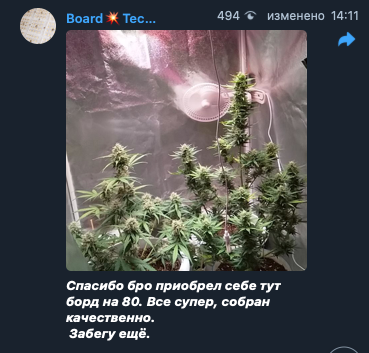 Board💥 Tec...
494 изменено 14:11
Спасибо бро приобрел себе тут
борд на 80. Все супер, собран
качественно.
Забегу ещё.